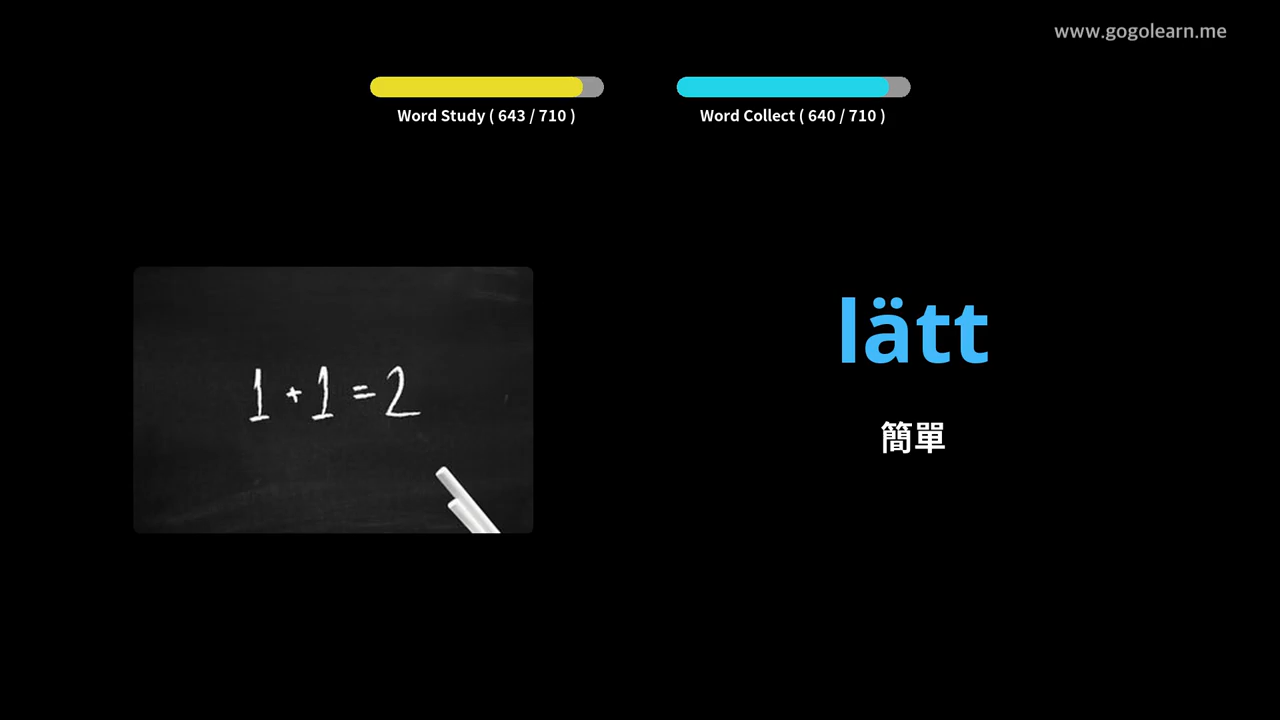 www.gogolearn.me
Word Study ( 643 / 710 )
Word Collect ( 640 / 710 )
lätt
簡單
1 + 1 = 2